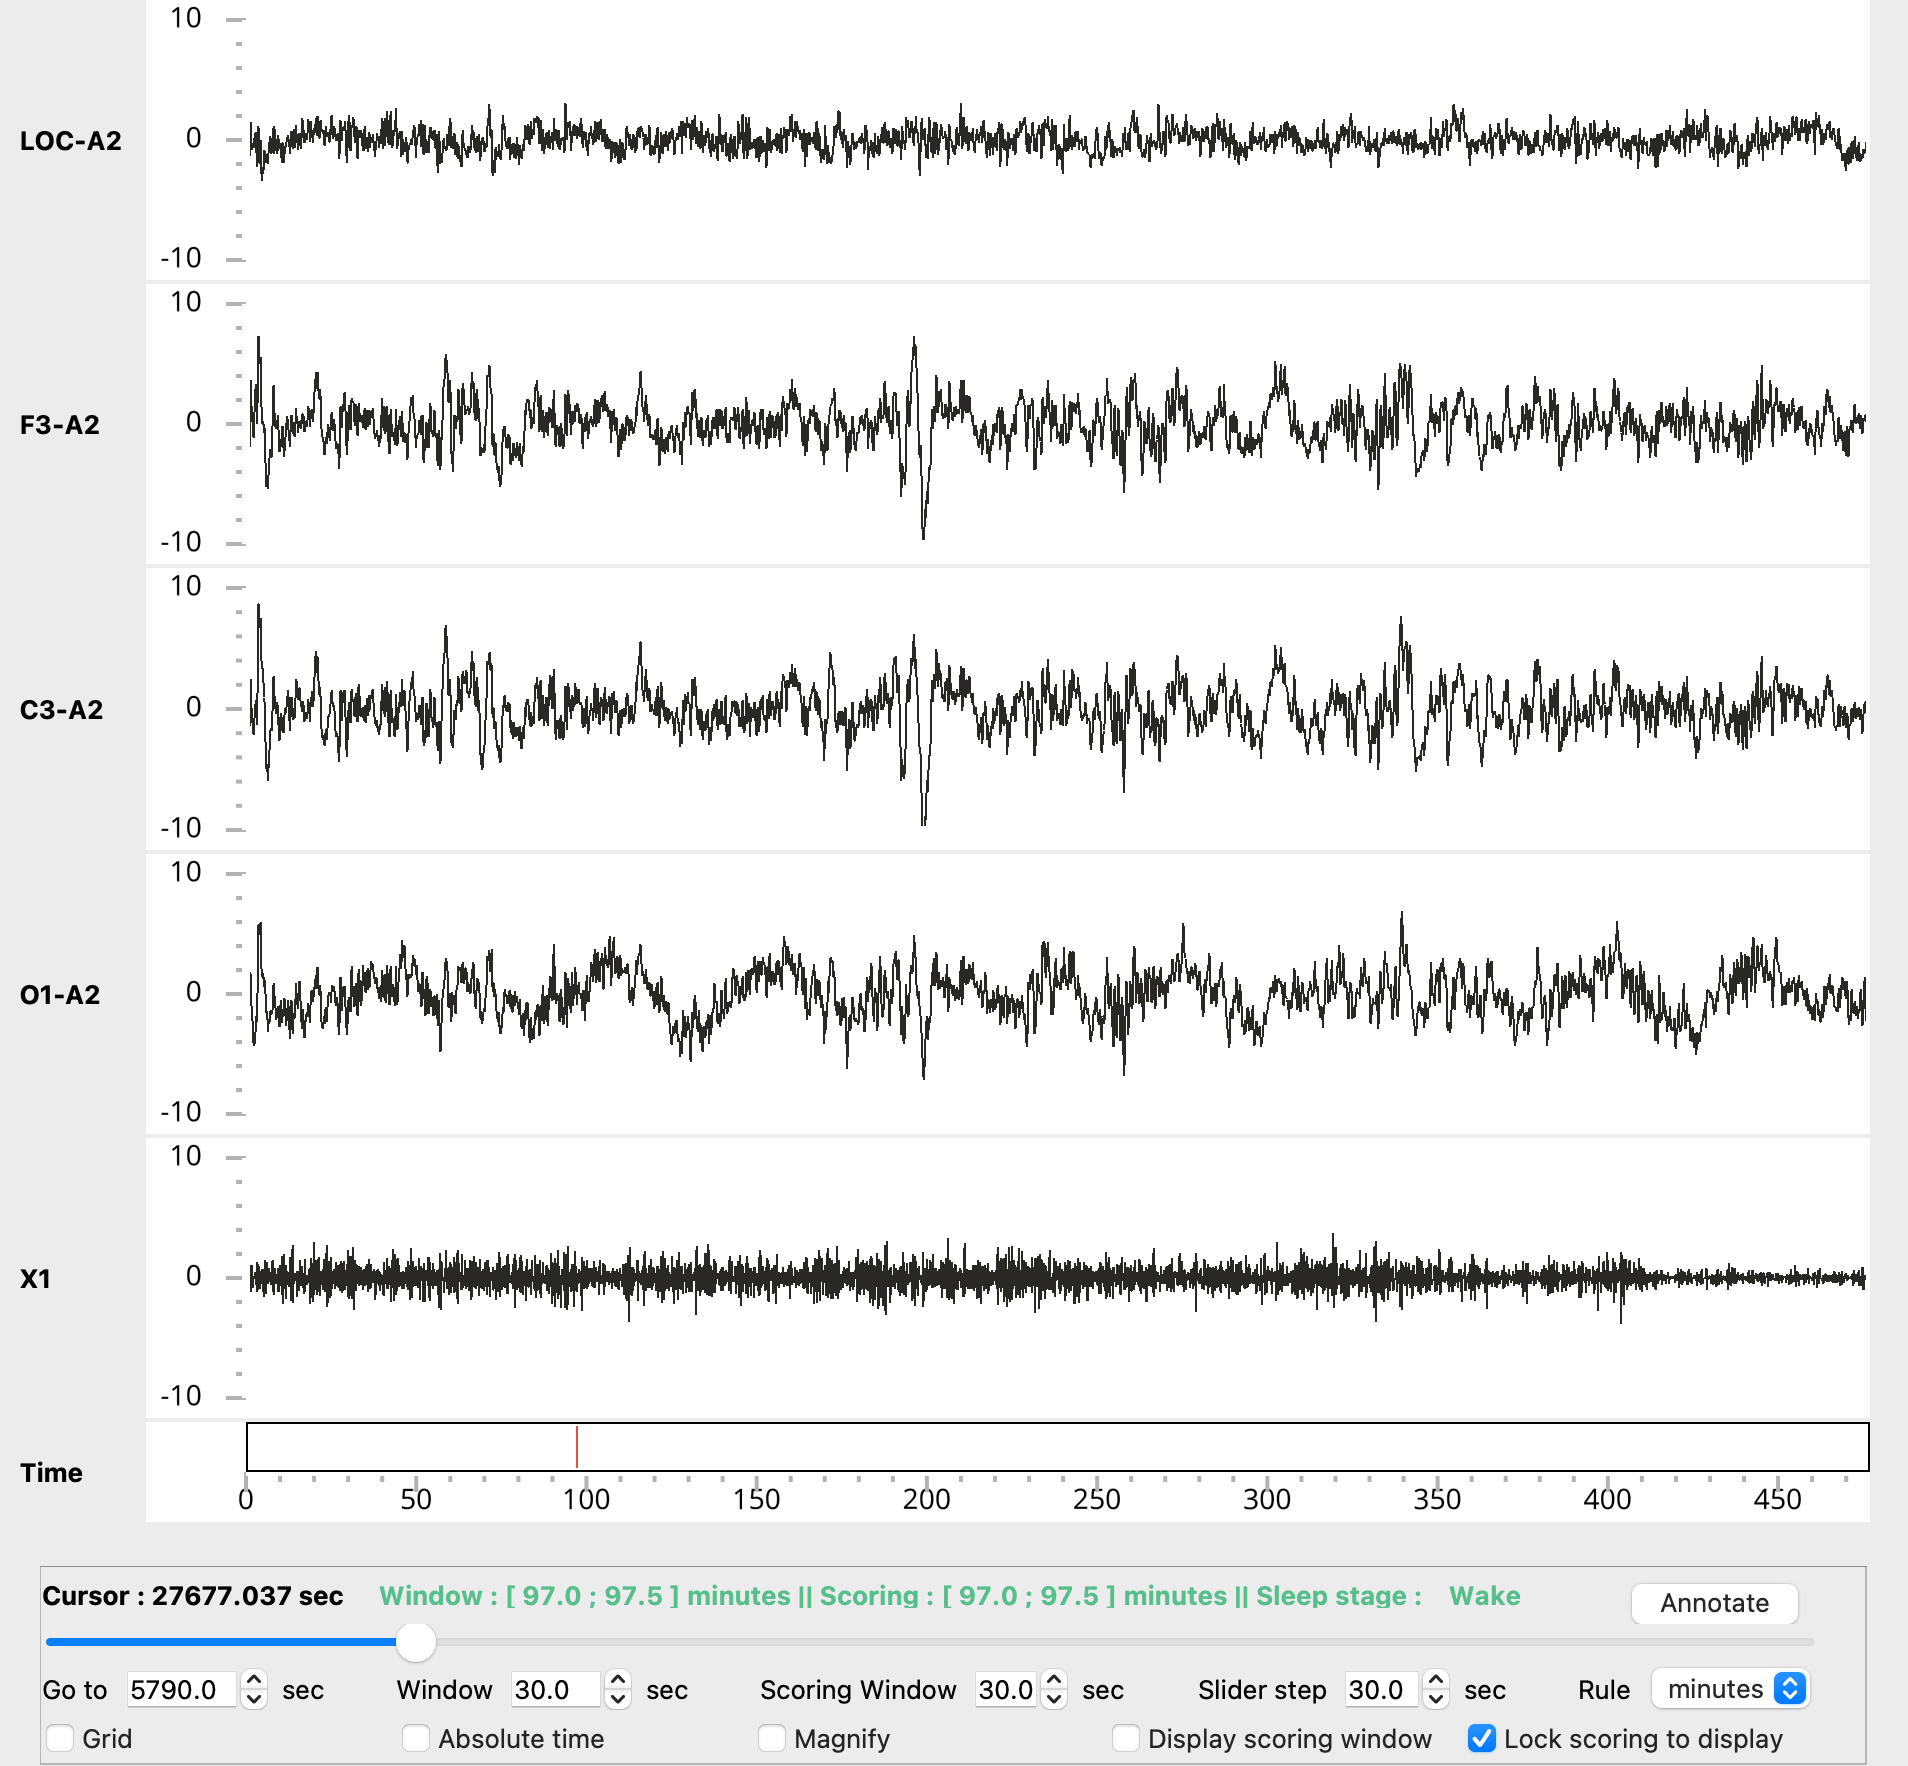 10
LOC-A2 0
-10
10
F3-A2 0
-10
10
C3-A2 0
-10
10
O1-A2 0
-10
10
X1 0
-10
Time
0 50 100 150 200 250 300 350 400 450
Cursor : 27677.037 sec Window : [ 97.0 ; 97.5 ] minutes || Scoring : [ 97.0 ; 97.5 ] minutes || Sleep stage : Wake Annotate
Go to 5790.0 sec Window 30.0 sec Scoring Window 30.0 sec Slider step 30.0 sec Rule minutes
Grid Absolute time Magnify Display scoring window Lock scoring to display